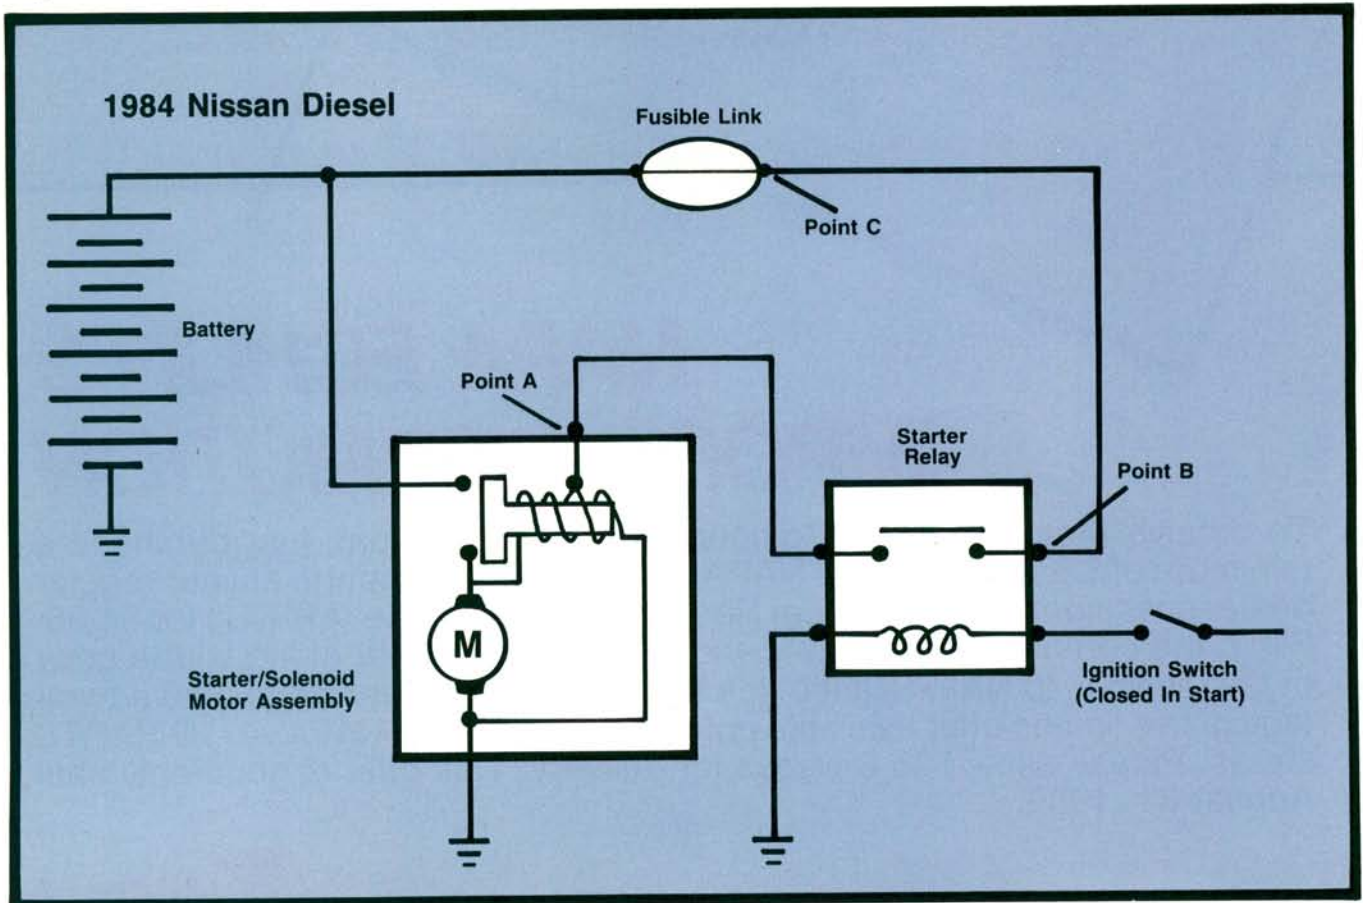 1984 Nissan Diesel
Fusible Link
Point C
Battery
Point A
Starter
Relay
Point B
M
Starter/Solenoid
Motor Assembly
Ignition Switch
(Closed In Start)